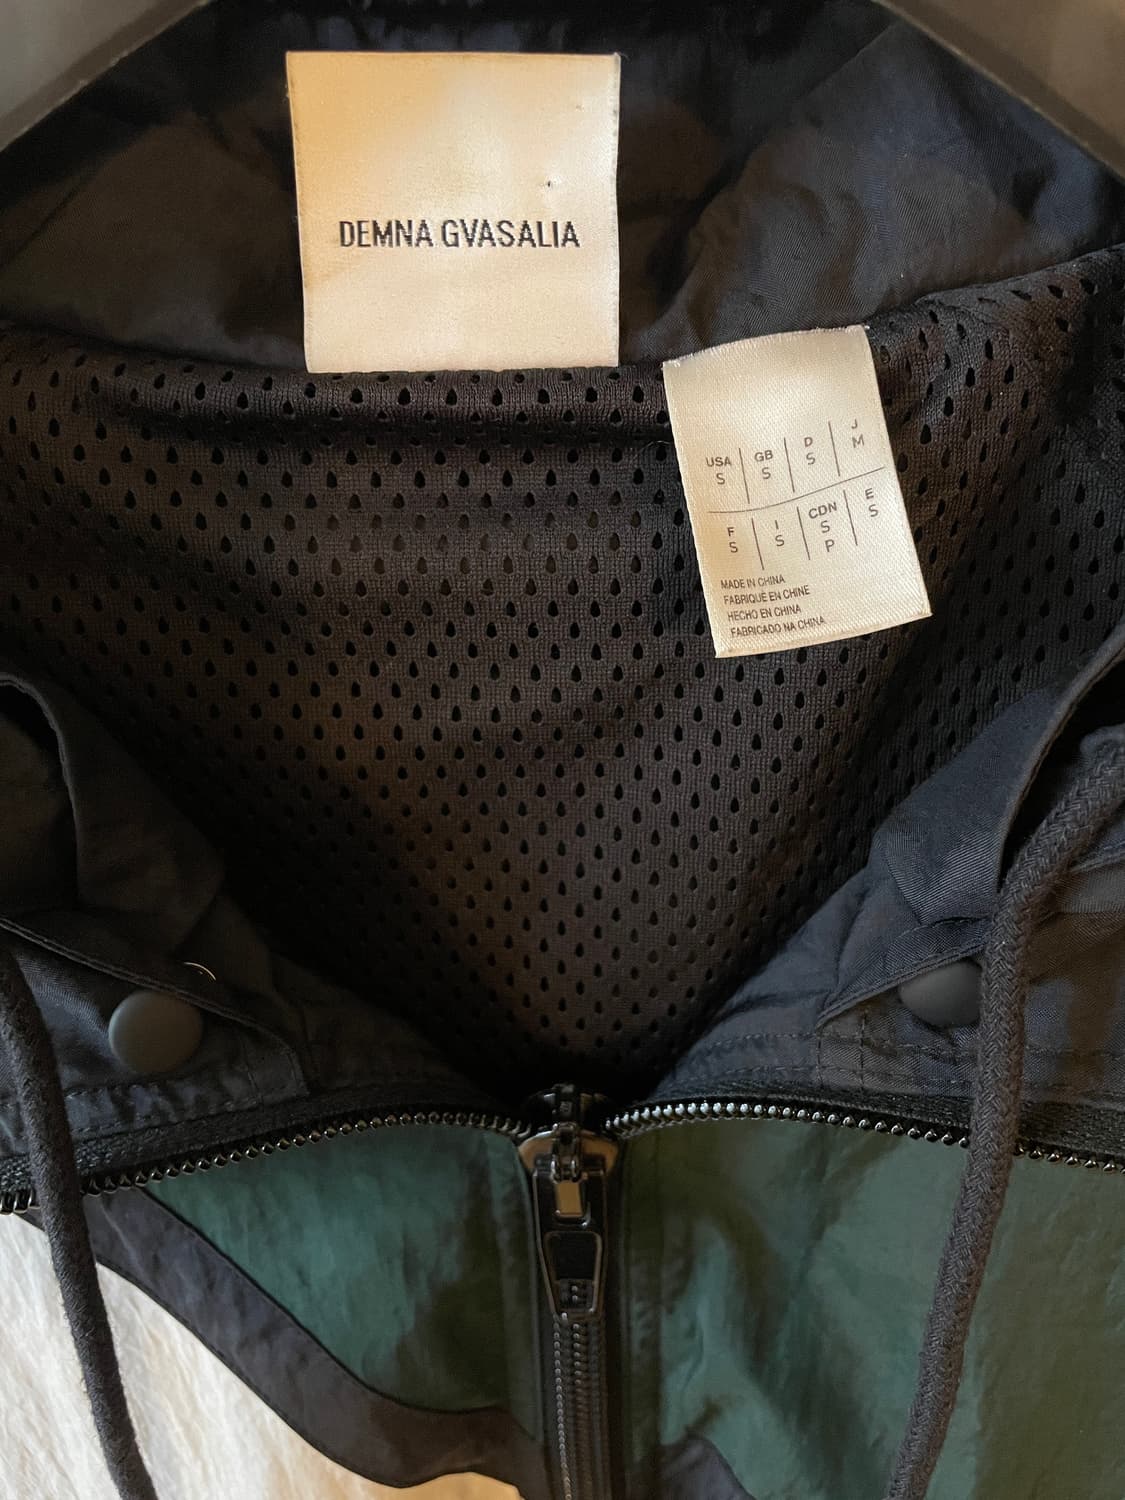 DEMNA GVASALIA
USA GB D J
S S S M
F I CDN E
S S S S
P
MADE IN CHINA
FABRIQUÉ EN CHINE
HECHO EN CHINA
FABRICADO NA CHINA